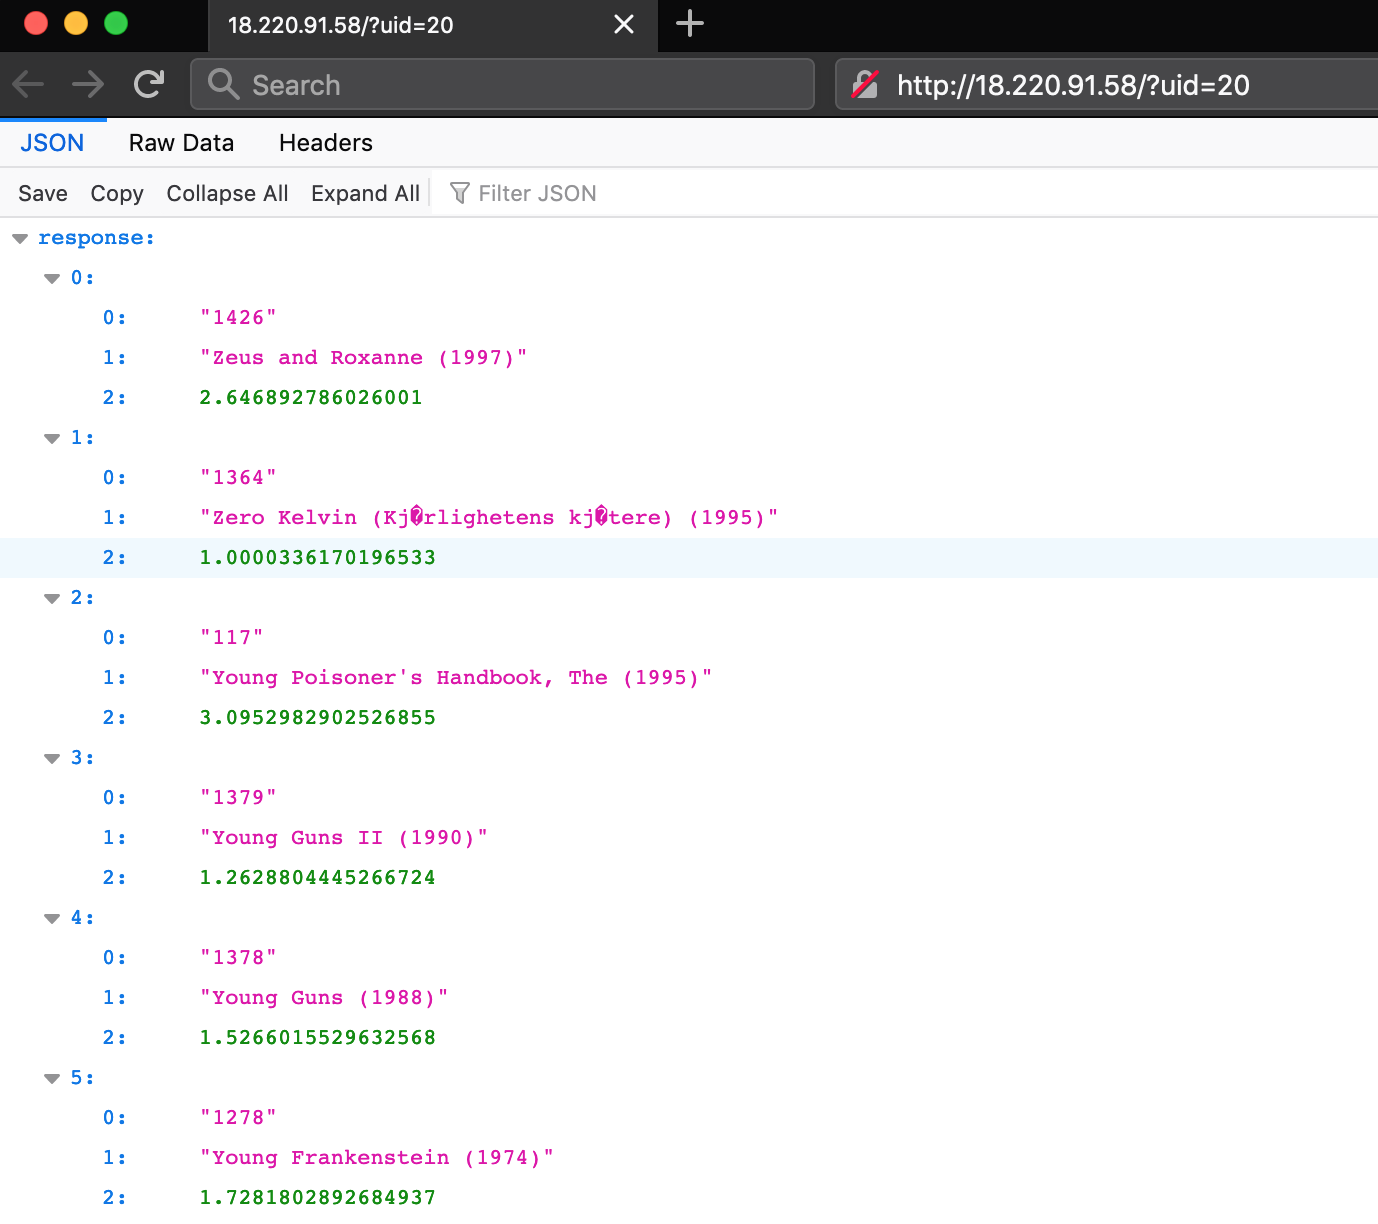 18.220.91.58/?uid=20
Search
http://18.220.91.58/?uid=20
JSON Raw Data Headers
Save Copy Collapse All Expand All Filter JSON
response:
0:
0: "1426"
1: "Zeus and Roxanne (1997)"
2: 2.646892786026001
1:
0: "1364"
1: "Zero Kelvin (Kj�rlighetens kj�tere) (1995)"
2: 1.0000336170196533
2:
0: "117"
1: "Young Poisoner's Handbook, The (1995)"
2: 3.0952982902526855
3:
0: "1379"
1: "Young Guns II (1990)"
2: 1.2628804445266724
4:
0: "1378"
1: "Young Guns (1988)"
2: 1.5266015529632568
5:
0: "1278"
1: "Young Frankenstein (1974)"
2: 1.7281802892684937